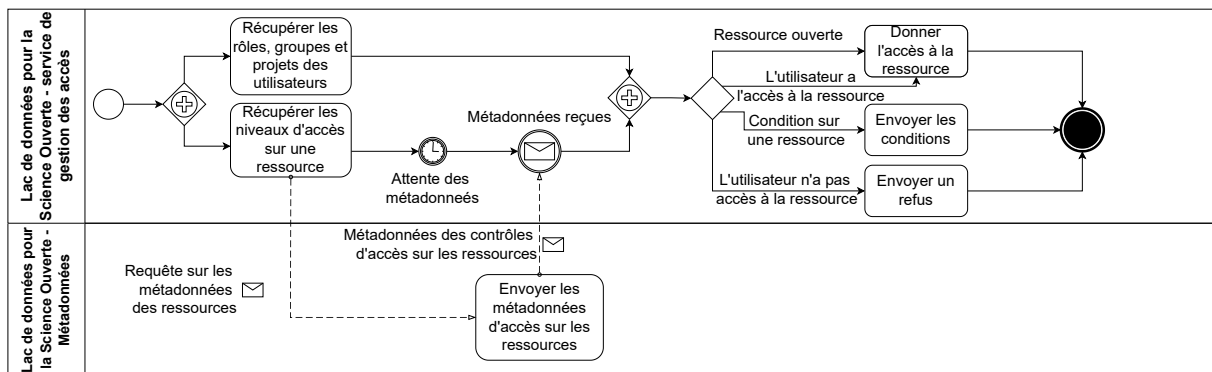 Lac de données pour la
Science Ouverte - service de
gestion des accès
Récupérer les
rôles, groupes et
projets des
utilisateurs
Récupérer les
niveaux d'accès
sur une
ressource
Attente des
métadonneés
Métadonnées reçues
Ressource ouverte
L'utilisateur a
l'accès à la ressource
Condition sur
une ressource
L'utilisateur n'a pas
accès à la ressource
Donner
l'accès à la
ressource
Envoyer les
conditions
Envoyer un
refus
Lac de données pour
la Science Ouverte -
Métadonnées
Requête sur les
métadonnées
des ressources
Métadonnées des contrôles
d'accès sur les ressources
Envoyer les
métadonnées
d'accès sur les
ressources